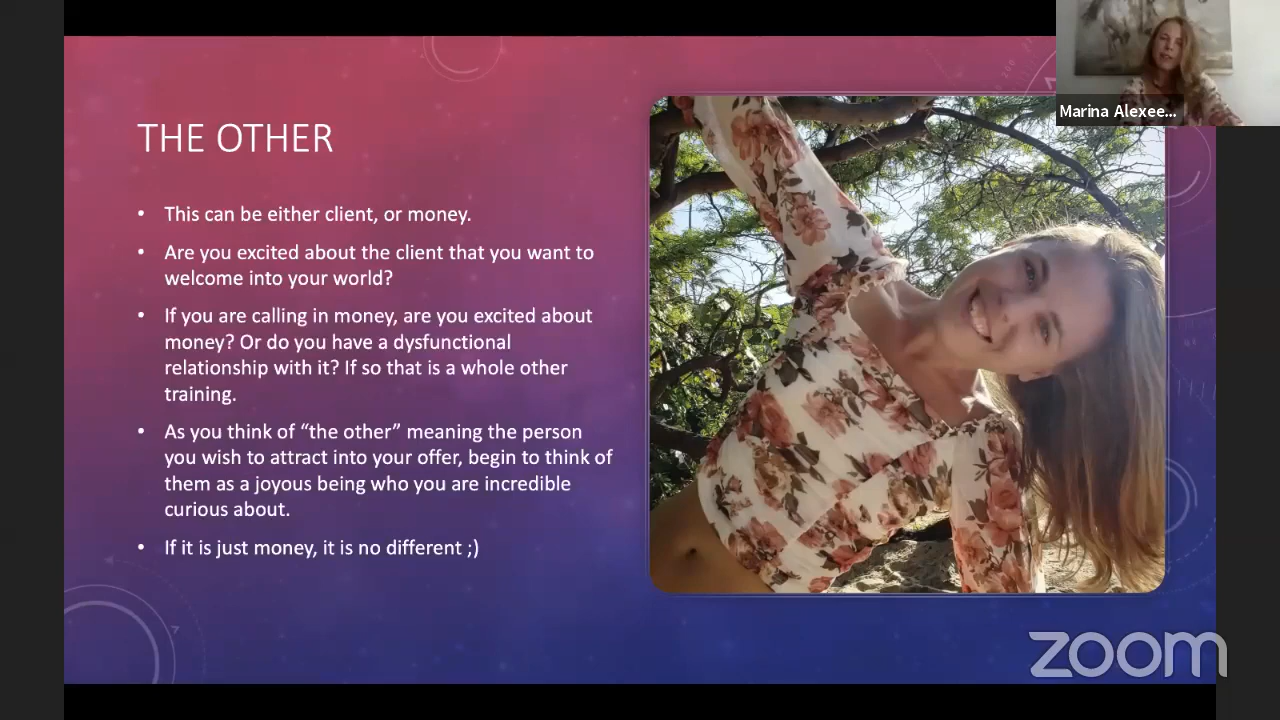 Marina Alexee...
THE OTHER
• This can be either client, or money.
• Are you excited about the client that you want to
welcome into your world?
• If you are calling in money, are you excited about
money? Or do you have a dysfunctional
relationship with it? If so that is a whole other
training.
• As you think of “the other” meaning the person
you wish to attract into your offer, begin to think of
them as a joyous being who you are incredible
curious about.
• If it is just money, it is no different ;)
zoom